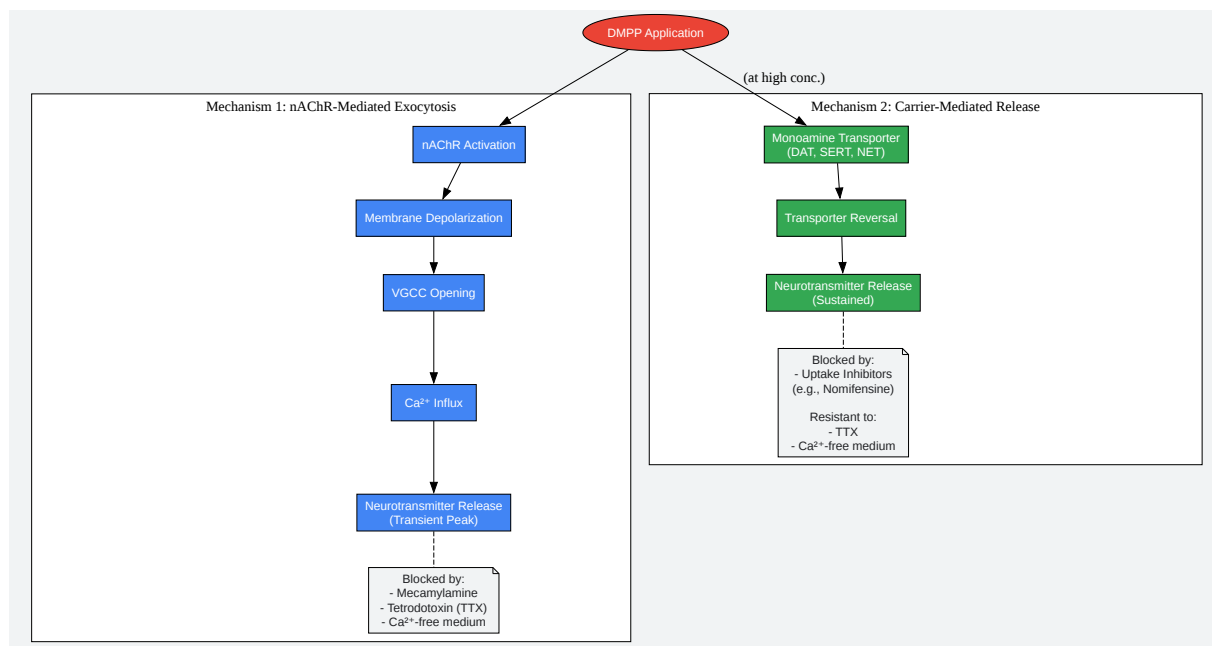 DMPP Application
(at high conc.)
Mechanism 1: nAChR-Mediated Exocytosis
nAChR Activation
Membrane Depolarization
VGCC Opening
Ca²⁺ Influx
Neurotransmitter Release
(Transient Peak)
Blocked by:
- Mecamylamine
- Tetrodotoxin (TTX)
- Ca²⁺-free medium
Mechanism 2: Carrier-Mediated Release
Monoamine Transporter
(DAT, SERT, NET)
Transporter Reversal
Neurotransmitter Release
(Sustained)
Blocked by:
- Uptake Inhibitors
(e.g., Nomifensine)
Resistant to:
- TTX
- Ca²⁺-free medium